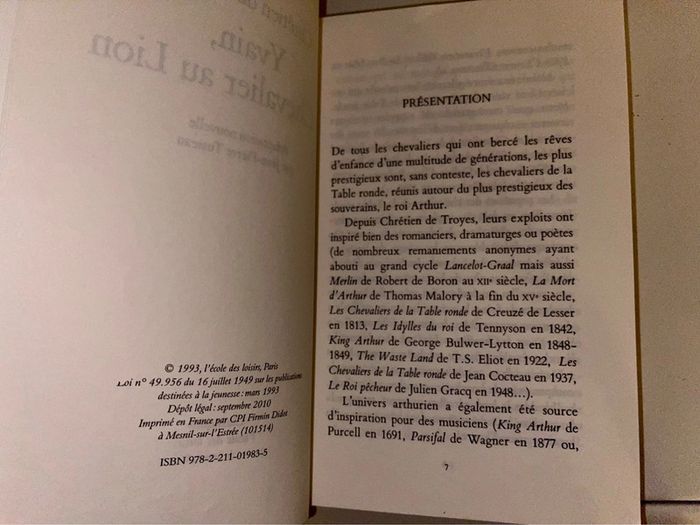 © 1993, l'école des loisirs, Paris
Loi n° 49.956 du 16 juillet 1949 sur les publications
destinées à la jeunesse : mars 1993
Dépôt légal : septembre 2010
Imprimé en France par CPI Firmin Didot
à Mesnil-sur-l'Estrée (101514)
ISBN 978-2-211-01983-5
PRÉSENTATION
De tous les chevaliers qui ont bercé les rêves
d'enfance d'une multitude de générations, les plus
prestigieux sont, sans conteste, les chevaliers de la
Table ronde, réunis autour du plus prestigieux des
souverains, le roi Arthur.
Depuis Chrétien de Troyes, leurs exploits ont
inspiré bien des romanciers, dramaturges ou poètes
(de nombreux remaniements anonymes ayant
abouti au grand cycle Lancelot-Graal mais aussi
Merlin de Robert de Boron au XIIe siècle, La Mort
d'Arthur de Thomas Malory à la fin du XVe siècle,
Les Chevaliers de la Table ronde de Creuzé de Lesser
en 1813, Les Idylles du roi de Tennyson en 1842,
King Arthur de George Bulwer-Lytton en 1848-
1849, The Waste Land de T.S. Eliot en 1922, Les
Chevaliers de la Table ronde de Jean Cocteau en 1937,
Le Roi pêcheur de Julien Gracq en 1948...).
L'univers arthurien a également été source
d'inspiration pour des musiciens (King Arthur de
Purcell en 1691, Parsifal de Wagner en 1877 ou,
7